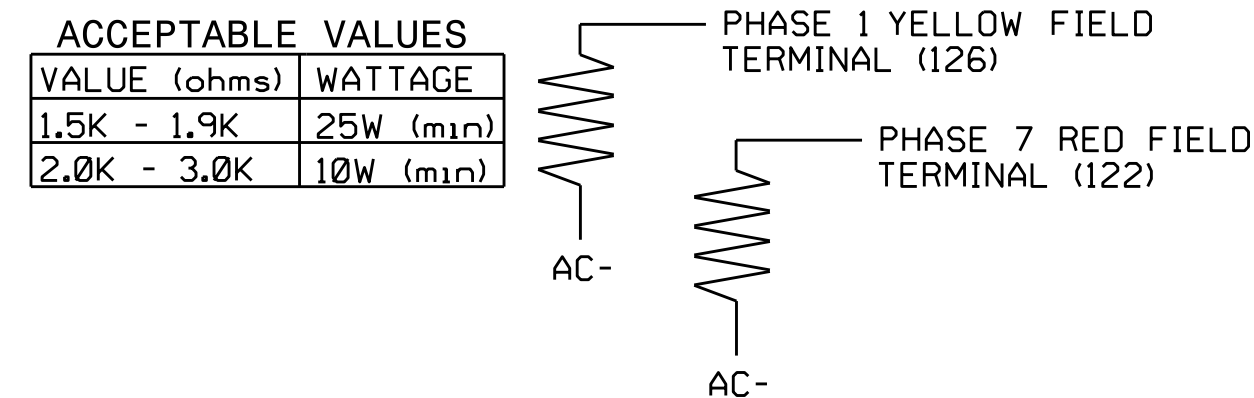 ACCEPTABLE VALUES
VALUE (ohms) WATTAGE
1.5K - 1.9K 25W (min)
2.0K - 3.0K 10W (min)
PHASE 1 YELLOW FIELD
TERMINAL (126)
AC-
PHASE 7 RED FIELD
TERMINAL (122)
AC-